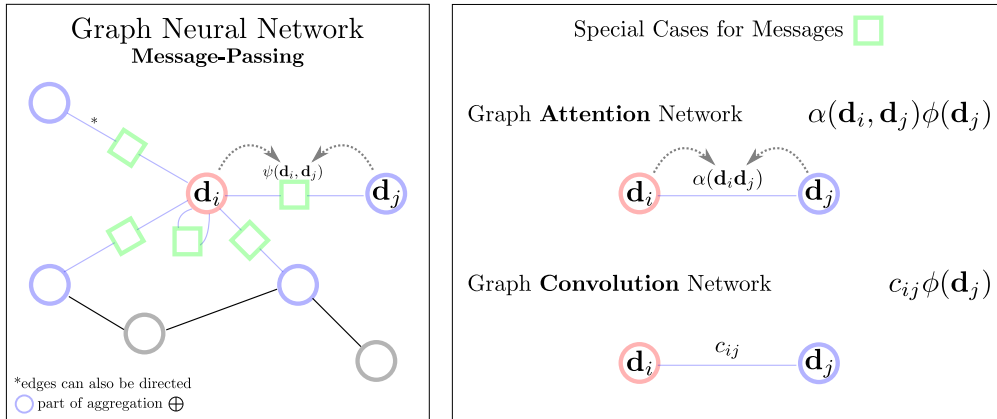 Graph Neural Network
Message-Passing
*
ψ(d_i, d_j)
d_i
d_j
*edges can also be directed
part of aggregation ⊕
Special Cases for Messages
Graph Attention Network α(d_i, d_j)ϕ(d_j)
α(d_i d_j)
d_i
d_j
Graph Convolution Network c_ij ϕ(d_j)
c_ij
d_i
d_j